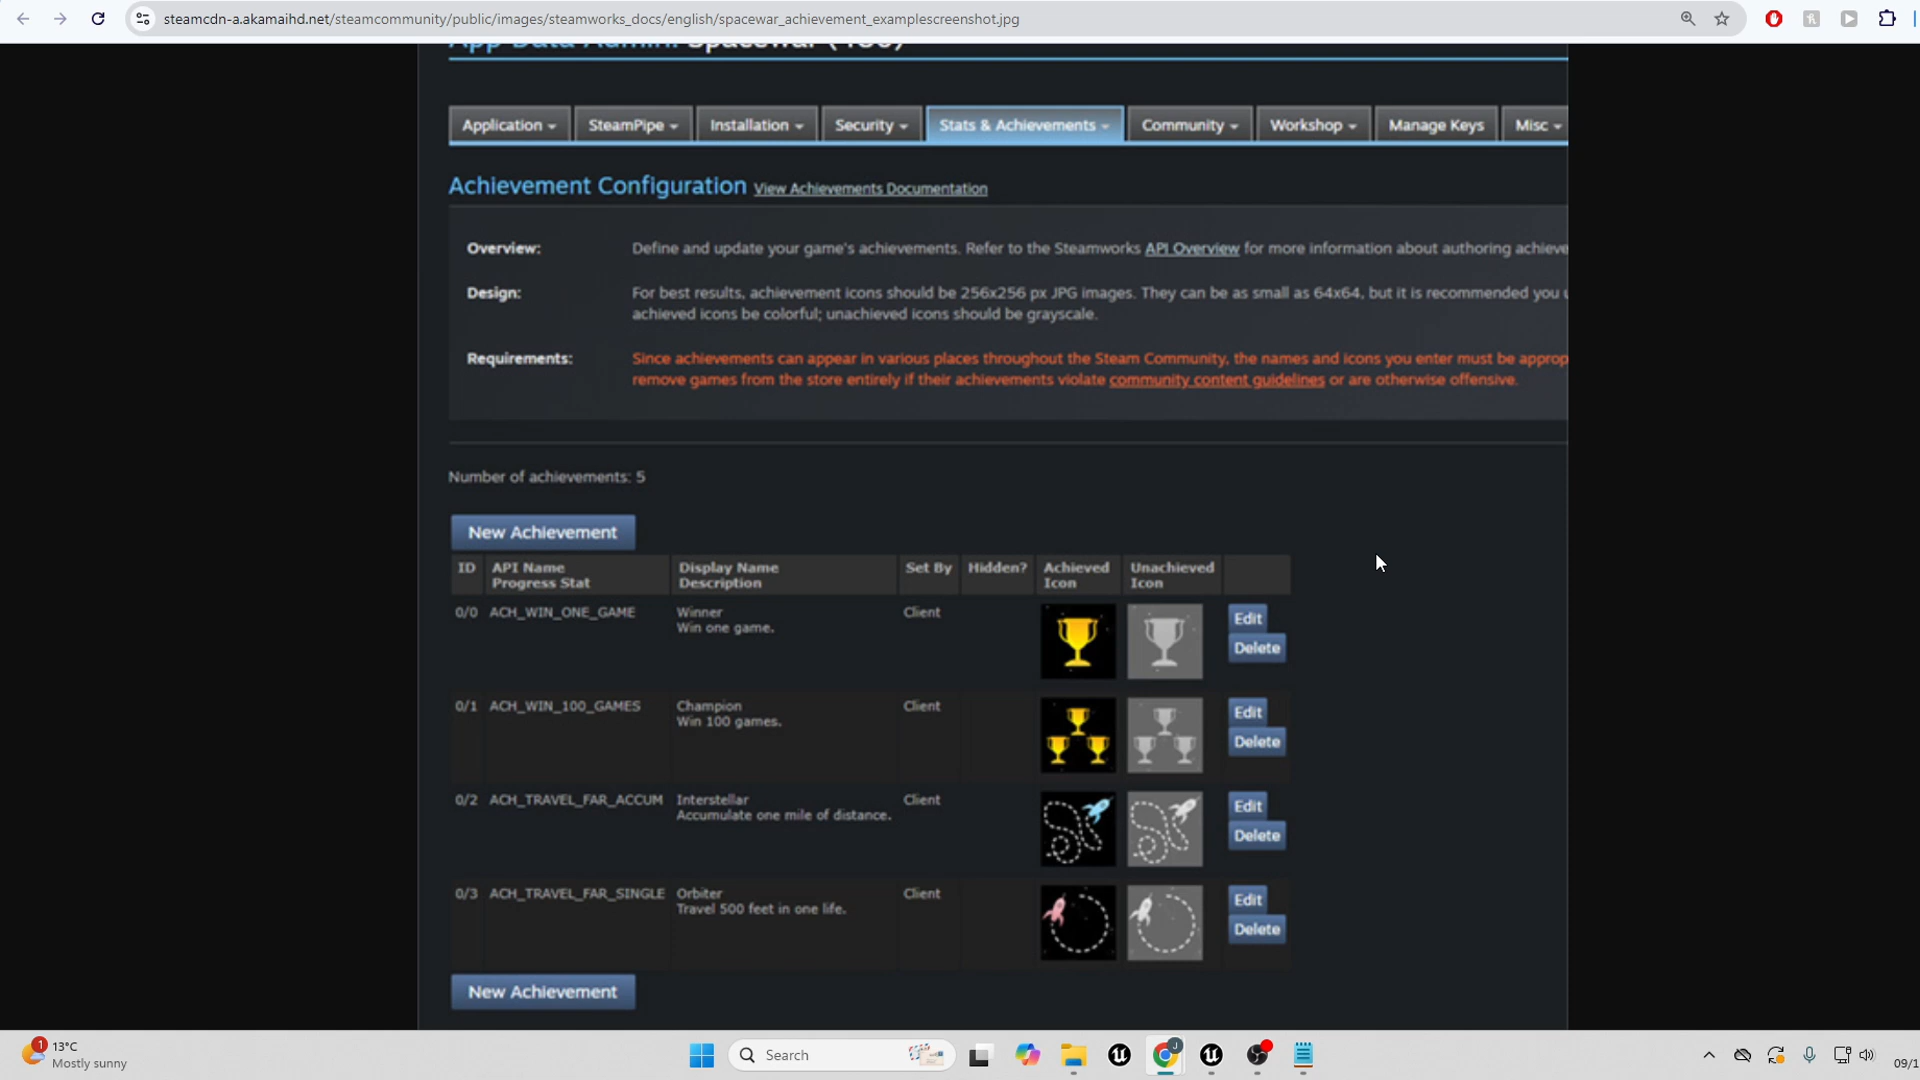 steamcdn-a.akamaihd.net/steamcommunity/public/images/steamworks_docs/english/spacewar_achievement_examplescreenshot.jpg
App Data Admin: Spacewar (480)
Application SteamPipe Installation Security Stats & Achievements Community Workshop Manage Keys Misc
Achievement Configuration View Achievements Documentation
Overview: Define and update your game's achievements. Refer to the Steamworks API Overview for more information about authoring achieve
Design: For best results, achievement icons should be 256x256 px JPG images. They can be as small as 64x64, but it is recommended you
achieved icons be colorful; unachieved icons should be grayscale.
Requirements: Since achievements can appear in various places throughout the Steam Community, the names and icons you enter must be approp
remove games from the store entirely if their achievements violate community content guidelines or are otherwise offensive.
Number of achievements: 5
New Achievement
ID API Name Display Name Set By Hidden? Achieved Unachieved
Progress Stat Description Icon Icon
0/0 ACH_WIN_ONE_GAME Winner Client Edit
Win one game.
Delete
0/1 ACH_WIN_100_GAMES Champion Client Edit
Win 100 games.
Delete
0/2 ACH_TRAVEL_FAR_ACCUM Interstellar Client Edit
Accumulate one mile of distance.
Delete
0/3 ACH_TRAVEL_FAR_SINGLE Orbiter Client Edit
Travel 500 feet in one life.
Delete
New Achievement
1 13°C
Mostly sunny
Search
J
09/1